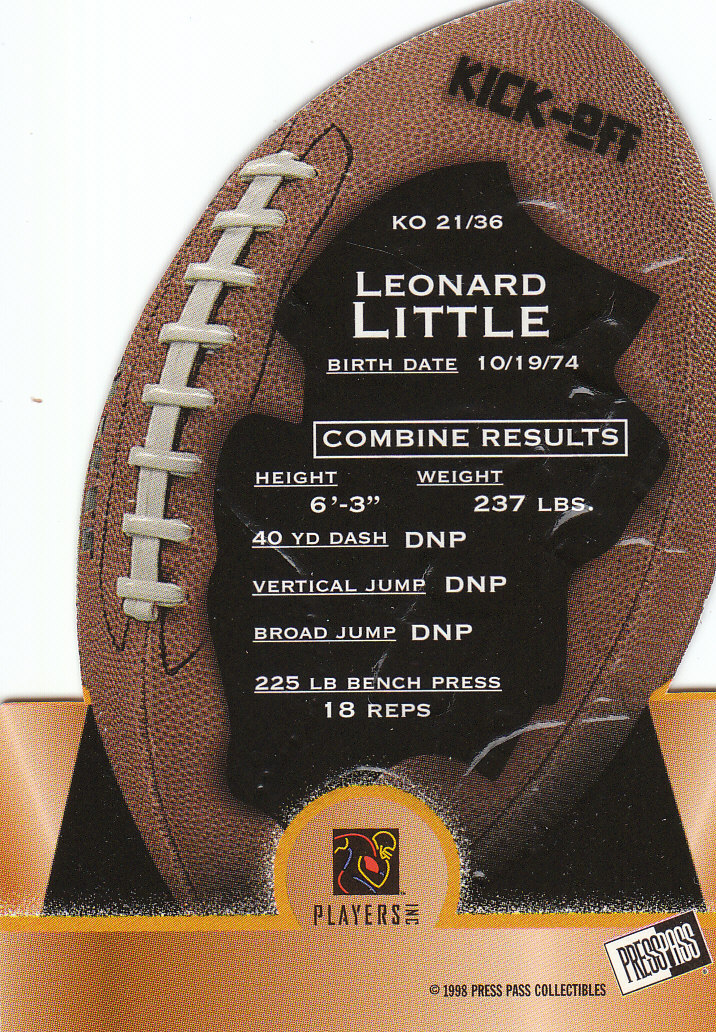 KICK-OFF
KO 21/36
LEONARD
LITTLE
BIRTH DATE 10/19/74
COMBINE RESULTS
HEIGHT WEIGHT
6'-3" 237 LBS.
40 YD DASH DNP
VERTICAL JUMP DNP
BROAD JUMP DNP
225 LB BENCH PRESS
18 REPS
PLAYERS INC
PRESS PASS
© 1998 PRESS PASS COLLECTIBLES